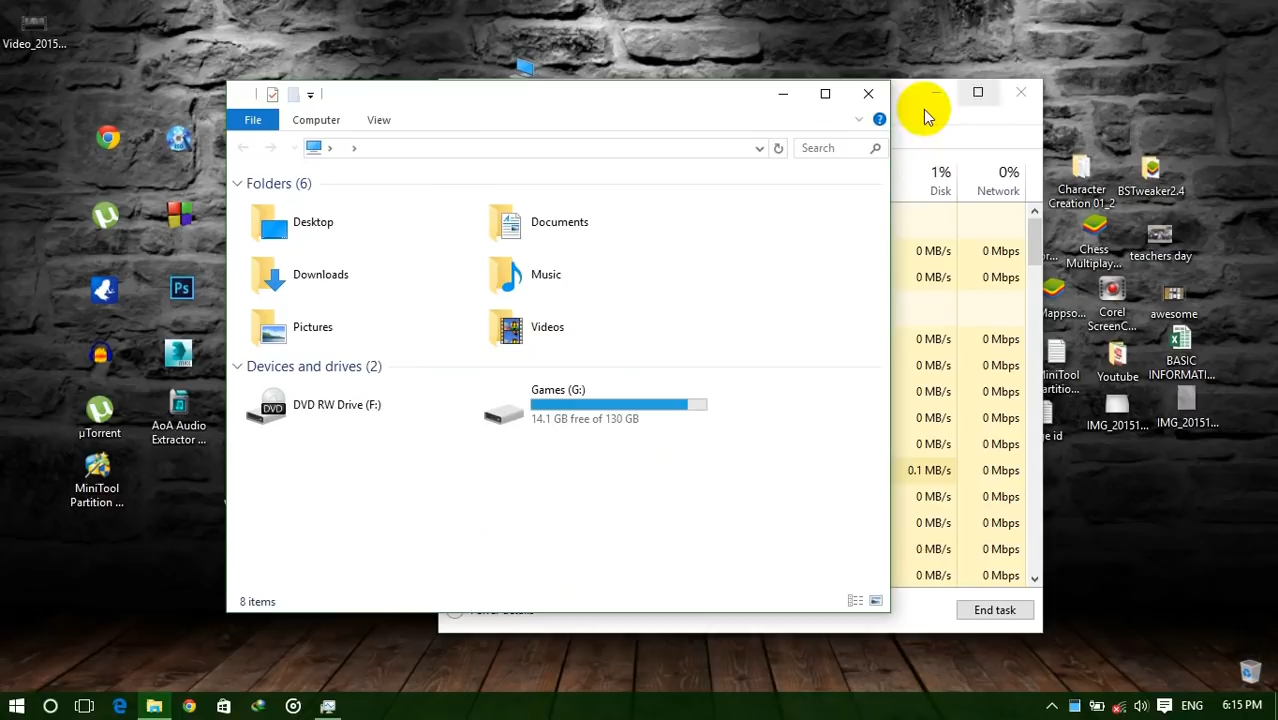 Video_2015...
File
Computer
View
Search
Folders (6)
Desktop
Documents
Downloads
Music
Pictures
Videos
Devices and drives (2)
DVD RW Drive (F:)
Games (G:)
14.1 GB free of 130 GB
8 items
1%
0%
Disk
Network
0 MB/s
0 Mbps
0 MB/s
0 Mbps
0 MB/s
0 Mbps
0 MB/s
0 Mbps
0 MB/s
0 Mbps
0 MB/s
0 Mbps
0 MB/s
0 Mbps
0.1 MB/s
0 Mbps
0 MB/s
0 Mbps
0 MB/s
0 Mbps
0 MB/s
0 Mbps
0 MB/s
0 Mbps
End task
Ps
µTorrent
AoA Audio
Extractor ...
MiniTool
Partition ...
Character
Creation 01_2
BSTweaker2.4
Chess
Multiplay...
teachers day
Mappso...
Corel
ScreenC...
awesome
MiniTool
Partitio...
Youtube
BASIC
INFORMATI...
IMG_20151...
IMG_20151...
ENG
6:15 PM